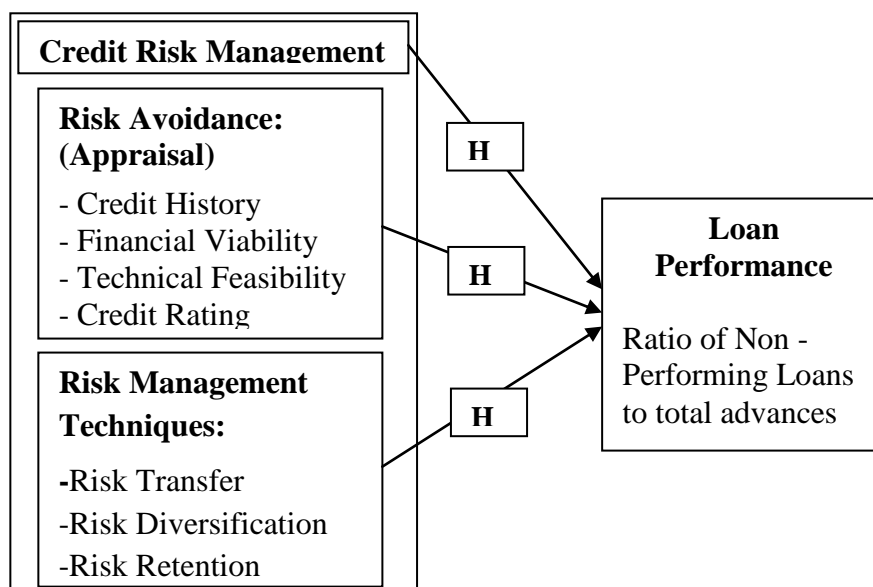 Credit Risk Management
Risk Avoidance:
(Appraisal)
- Credit History
- Financial Viability
- Technical Feasibility
- Credit Rating
Risk Management
Techniques:
-Risk Transfer
-Risk Diversification
-Risk Retention
H
H
H
Loan
Performance
Ratio of Non -
Performing Loans
to total advances